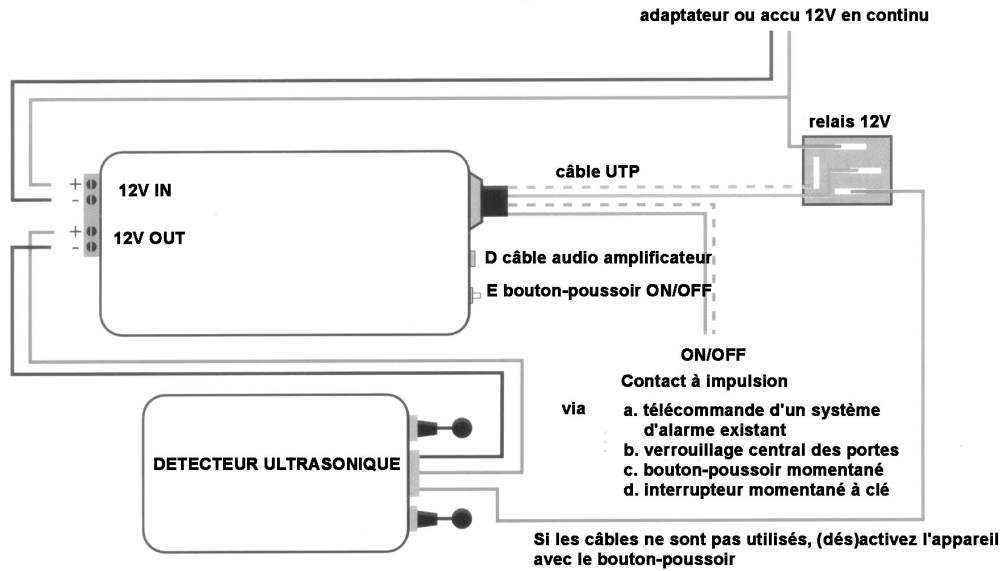 adaptateur ou accu 12V en continu
relais 12V
câble UTP
+ 12V IN
-
+ 12V OUT
-
D câble audio amplificateur
E bouton-poussoir ON/OFF
ON/OFF
Contact à impulsion
via
a. télécommande d'un système
d'alarme existant
b. verrouillage central des portes
c. bouton-poussoir momentané
d. interrupteur momentané à clé
DETECTEUR ULTRASONIQUE
Si les câbles ne sont pas utilisés, (dés)activez l'appareil
avec le bouton-poussoir